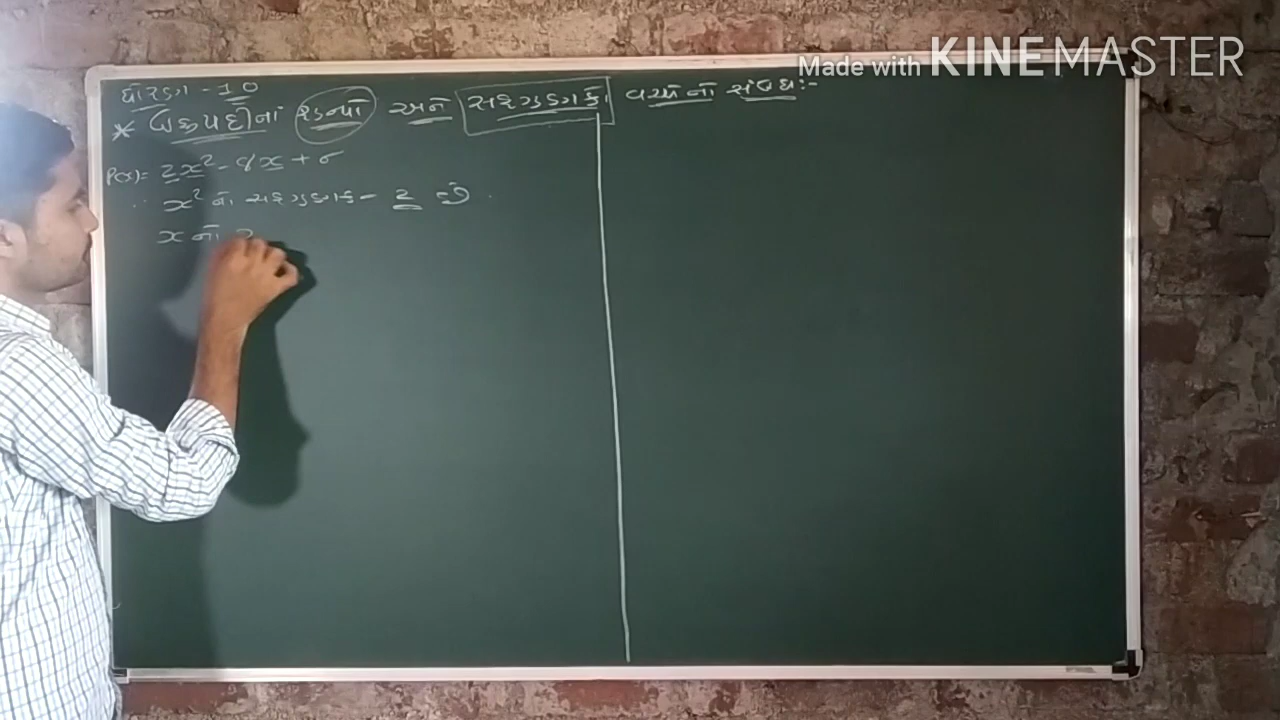 Made with KINEMASTER
ધોરણ - 10
* બહુપદીનાં શૂન્યો અને સહગુણકો વચ્ચેનો સંબંધ:-
P(x) = 2x² - 8x + 6
∴ x² નો સહગુણક - 2 છે.
x નો